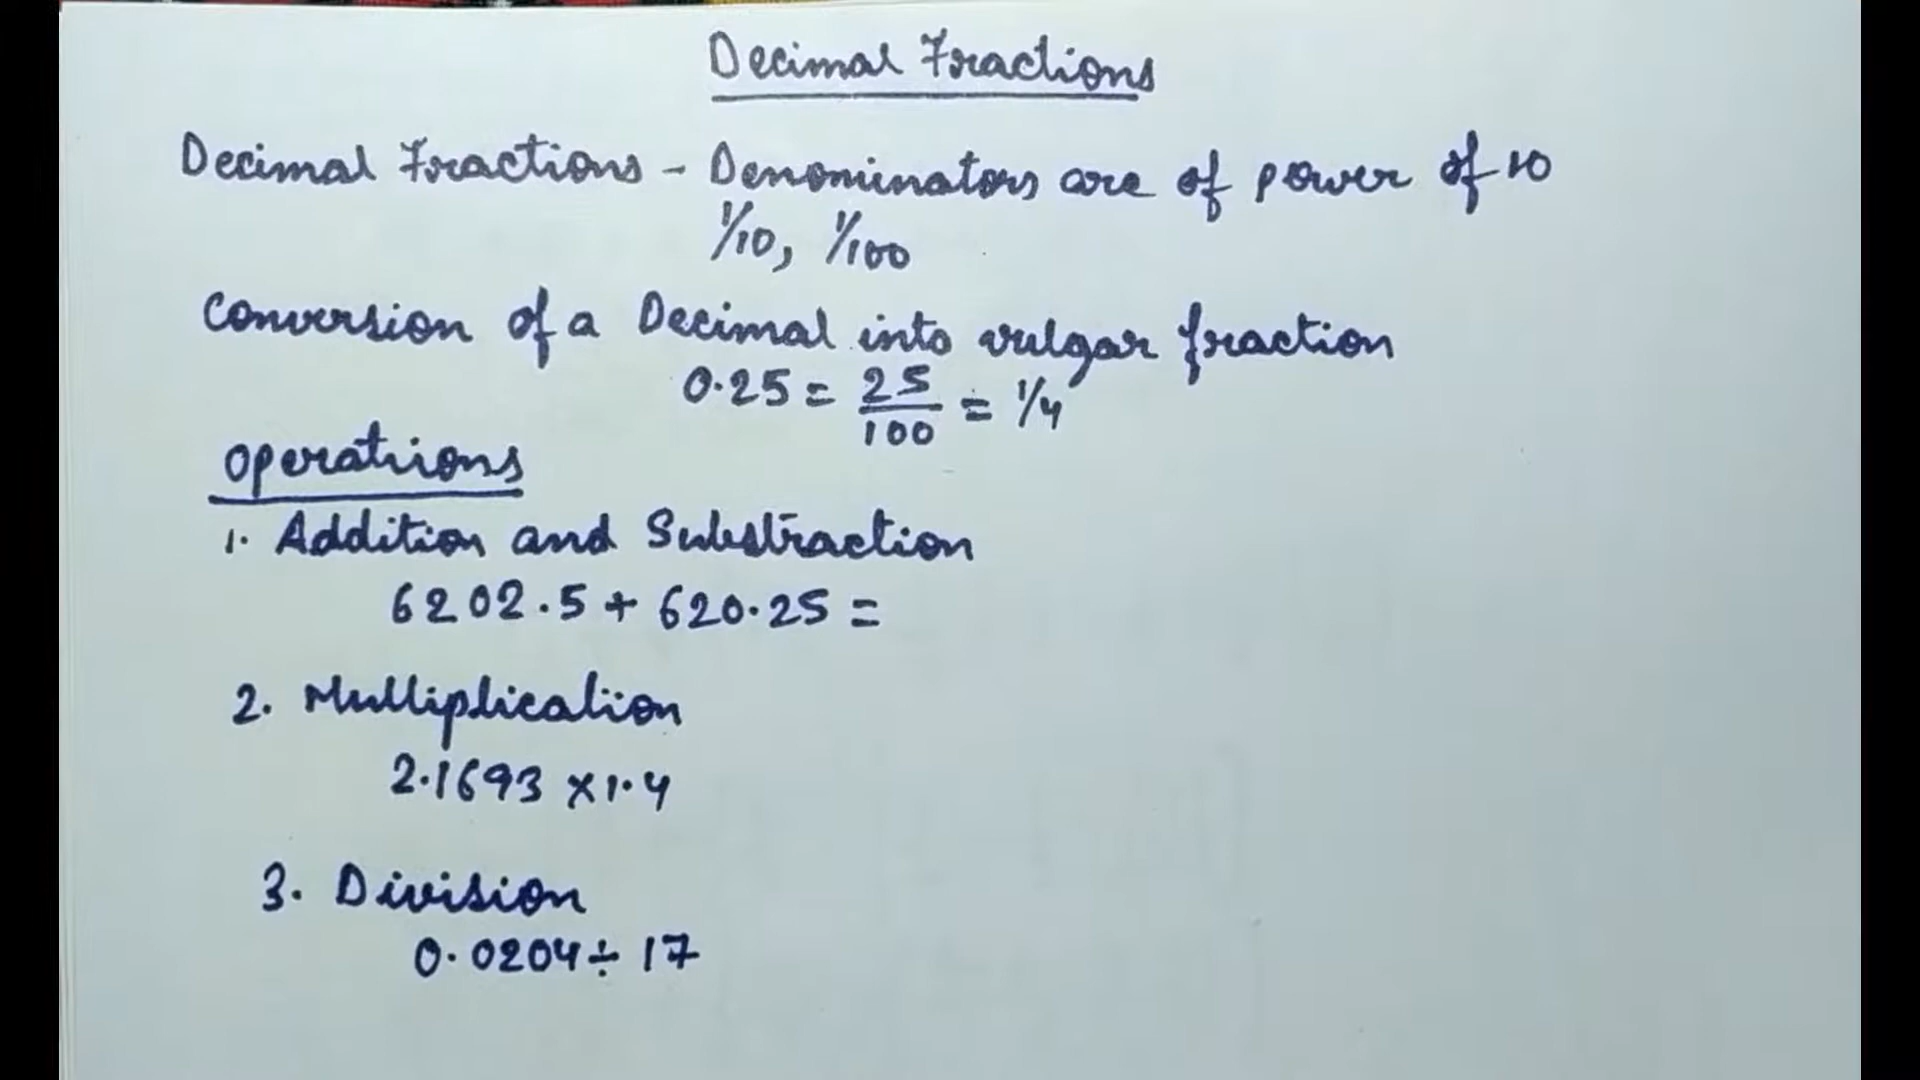 Decimal Fractions
Decimal Fractions - Denominators are of power of 10
1/10, 1/100
Conversion of a Decimal into vulgar fraction
0.25 = 25/100 = 1/4
Operatiions
1. Addition and Substraction
6202.5 + 620.25 =
2. Multiplication
2.1693 × 1.4
3. Division
0.0204 ÷ 17